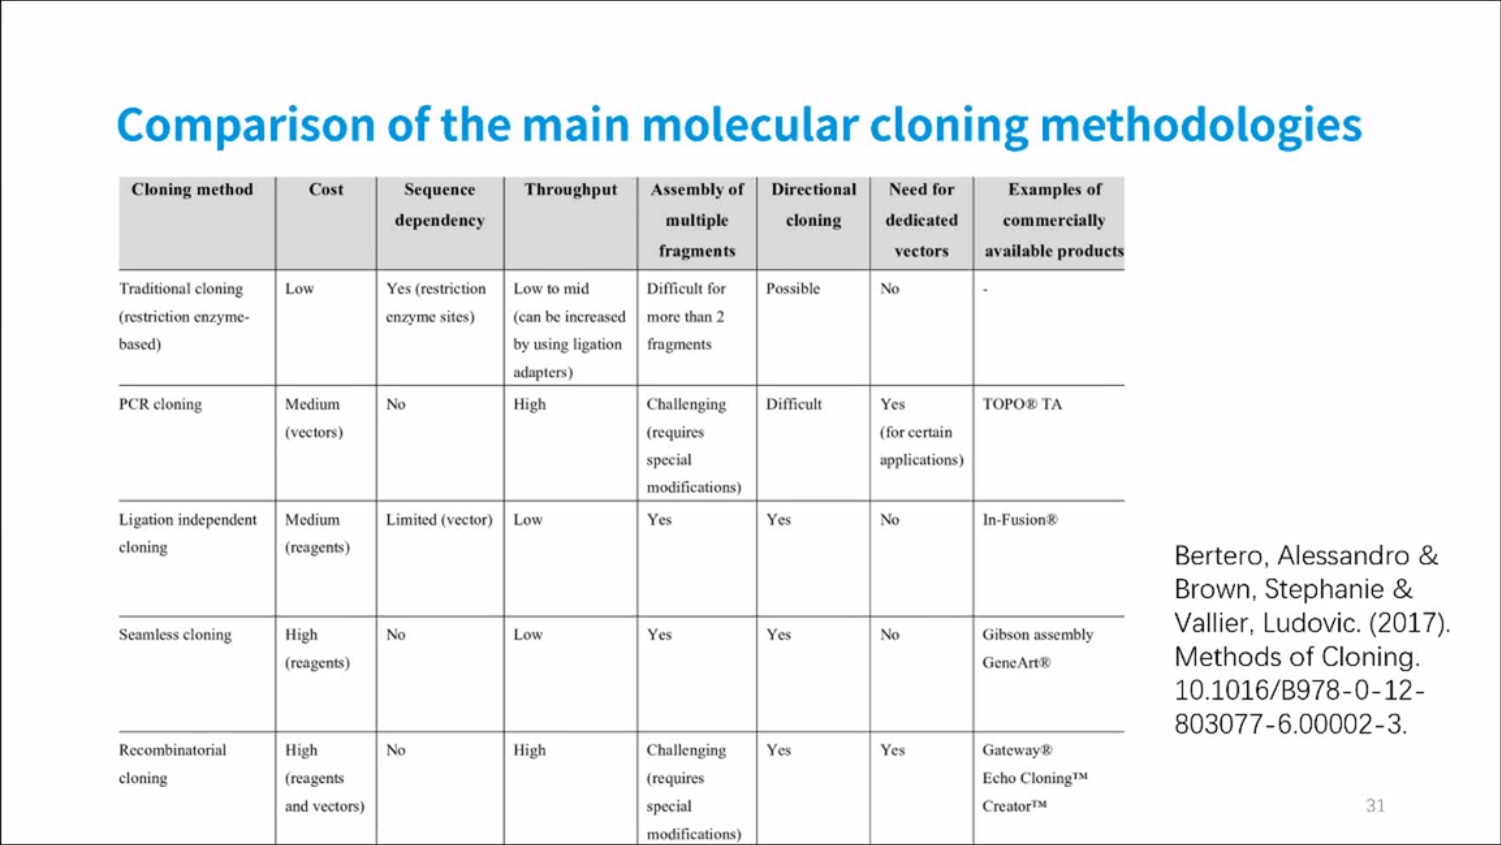 Comparison of the main molecular cloning methodologies
Cloning method
Cost
Sequence
dependency
Throughput
Assembly of
multiple
fragments
Directional
cloning
Need for
dedicated
vectors
Examples of
commercially
available products
Traditional cloning
(restriction enzyme-
based)
Low
Yes (restriction
enzyme sites)
Low to mid
(can be increased
by using ligation
adapters)
Difficult for
more than 2
fragments
Possible
No
-
PCR cloning
Medium
(vectors)
No
High
Challenging
(requires
special
modifications)
Difficult
Yes
(for certain
applications)
TOPO® TA
Ligation independent
cloning
Medium
(reagents)
Limited (vector)
Low
Yes
Yes
No
In-Fusion®
Seamless cloning
High
(reagents)
No
Low
Yes
Yes
No
Gibson assembly
GeneArt®
Recombinatorial
cloning
High
(reagents
and vectors)
No
High
Challenging
(requires
special
modifications)
Yes
Yes
Gateway®
Echo Cloning™
Creator™
Bertero, Alessandro &
Brown, Stephanie &
Vallier, Ludovic. (2017).
Methods of Cloning.
10.1016/B978-0-12-
803077-6.00002-3.
31